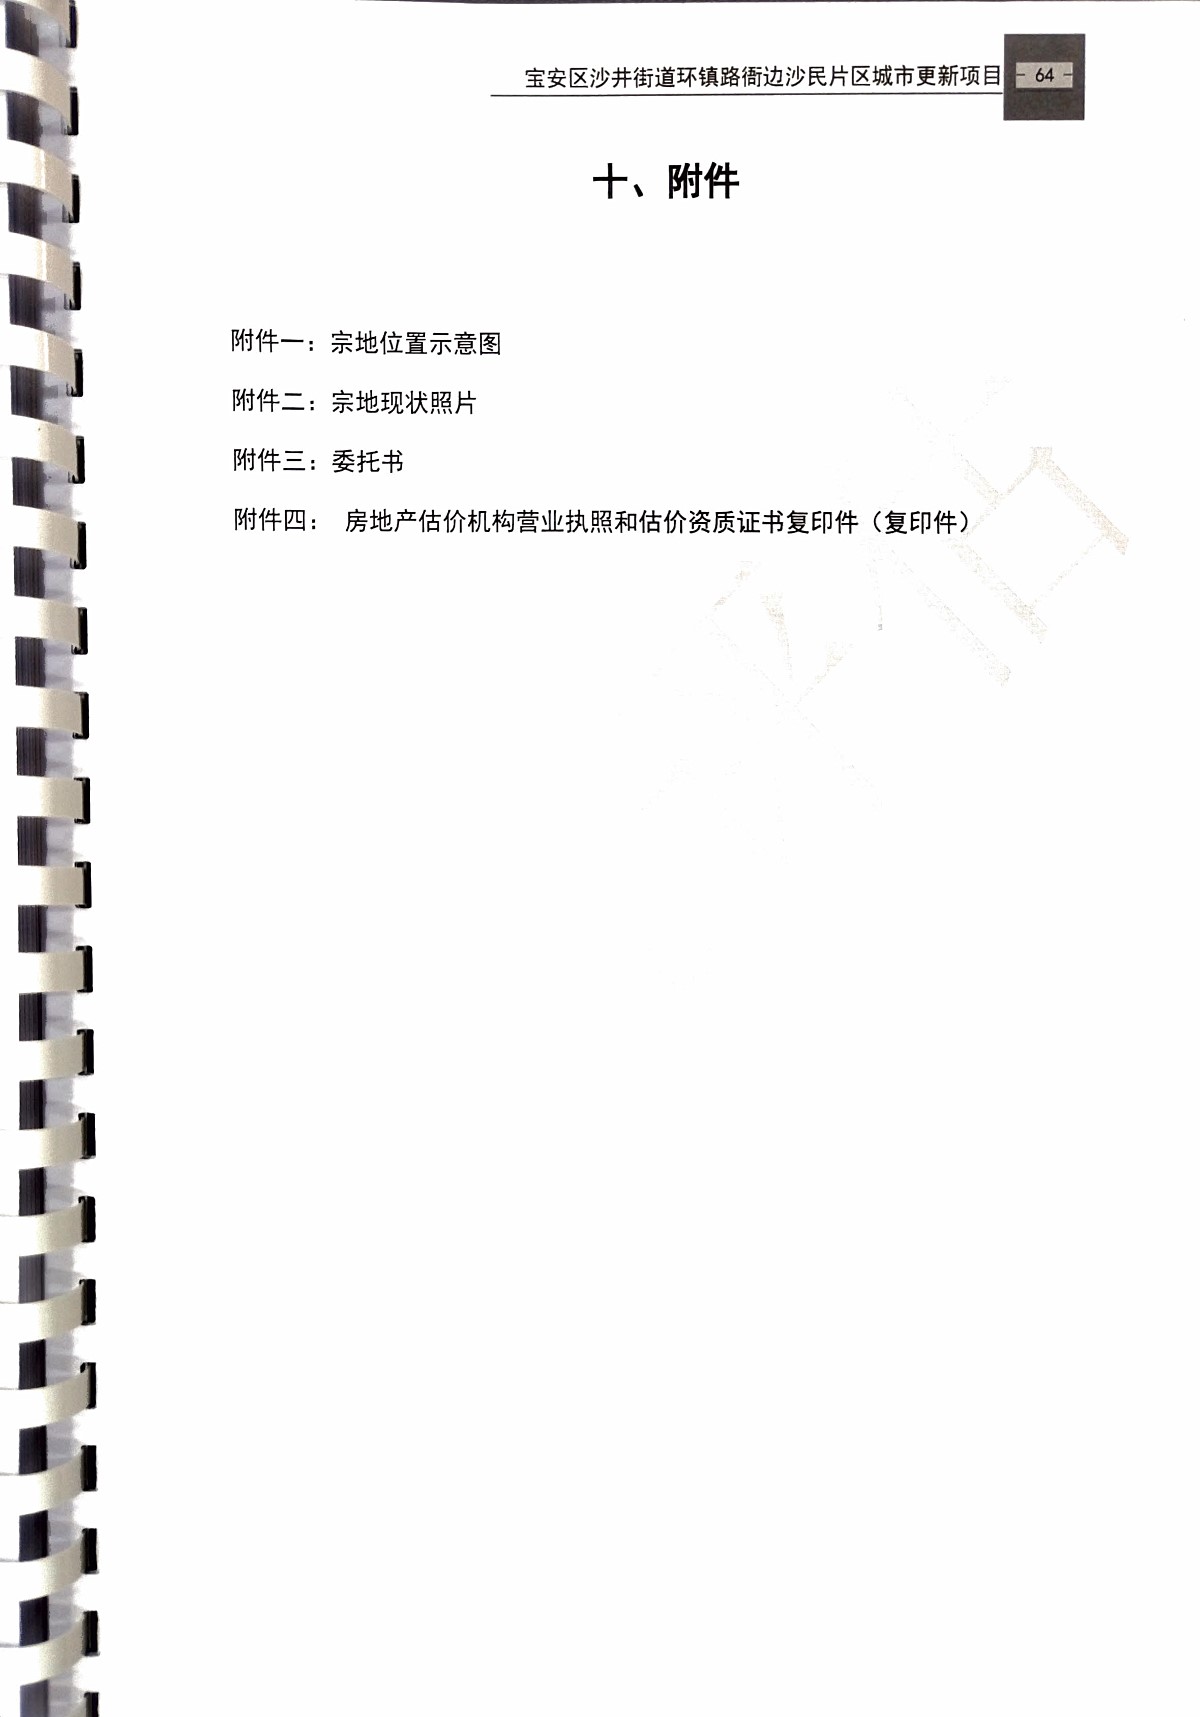 宝安区沙井街道环镇路衙边沙民片区城市更新项目 - 64 -
十、附件
附件一：宗地位置示意图
附件二：宗地现状照片
附件三：委托书
附件四： 房地产估价机构营业执照和估价资质证书复印件（复印件）